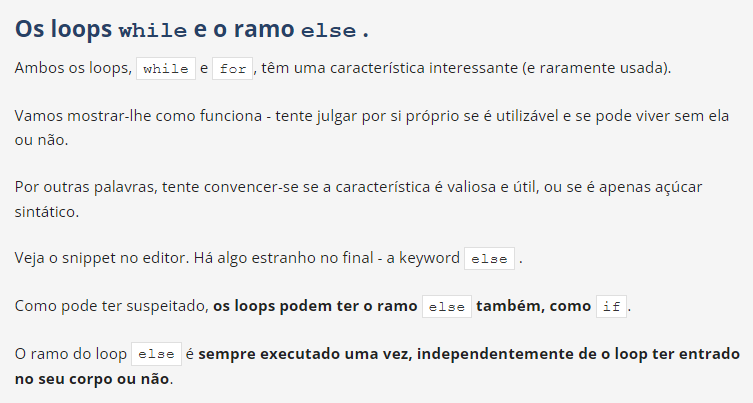 Os loops while e o ramo else.
Ambos os loops, while e for, têm uma característica interessante (e raramente usada).
Vamos mostrar-lhe como funciona - tente julgar por si próprio se é utilizável e se pode viver sem ela
ou não.
Por outras palavras, tente convencer-se se a característica é valiosa e útil, ou se é apenas açúcar
sintático.
Veja o snippet no editor. Há algo estranho no final - a keyword else .
Como pode ter suspeitado, os loops podem ter o ramo else também, como if.
O ramo do loop else é sempre executado uma vez, independentemente de o loop ter entrado
no seu corpo ou não.